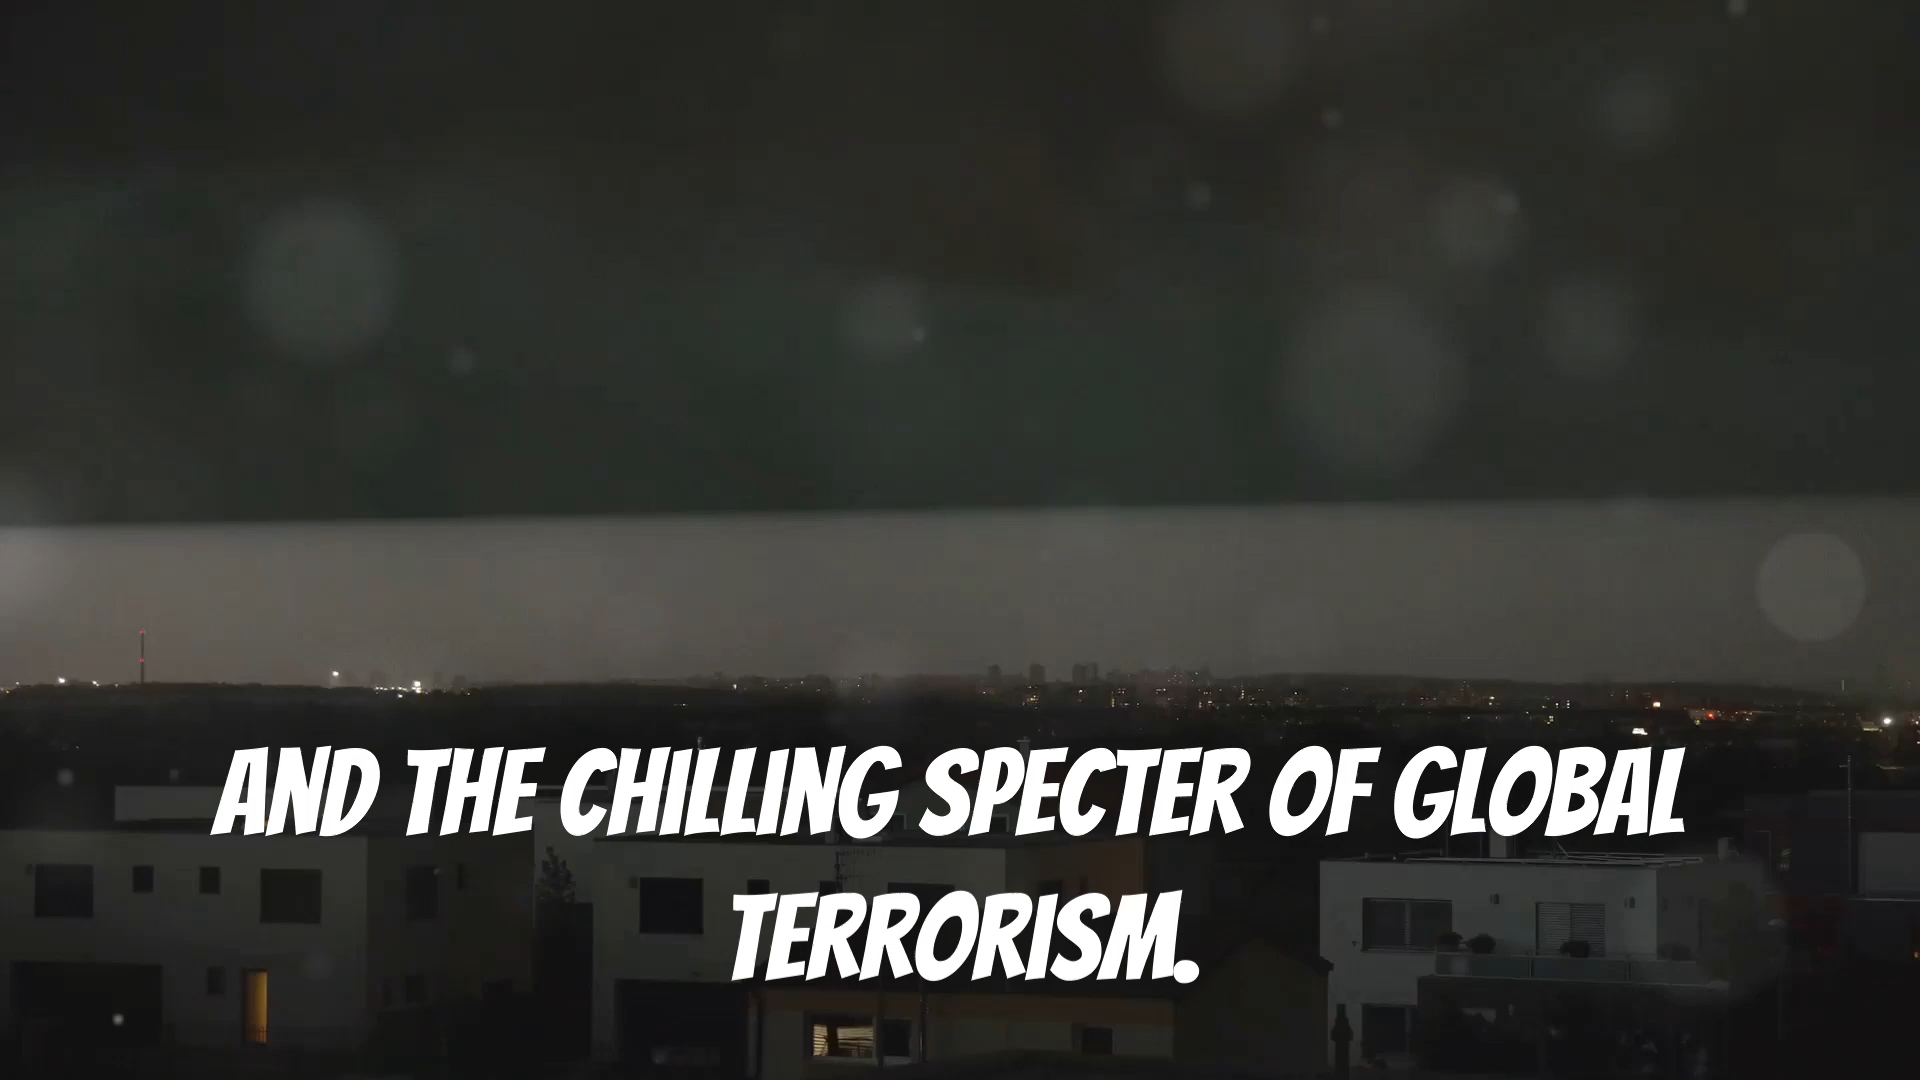 AND THE CHILLING SPECTER OF GLOBAL
TERRORISM.